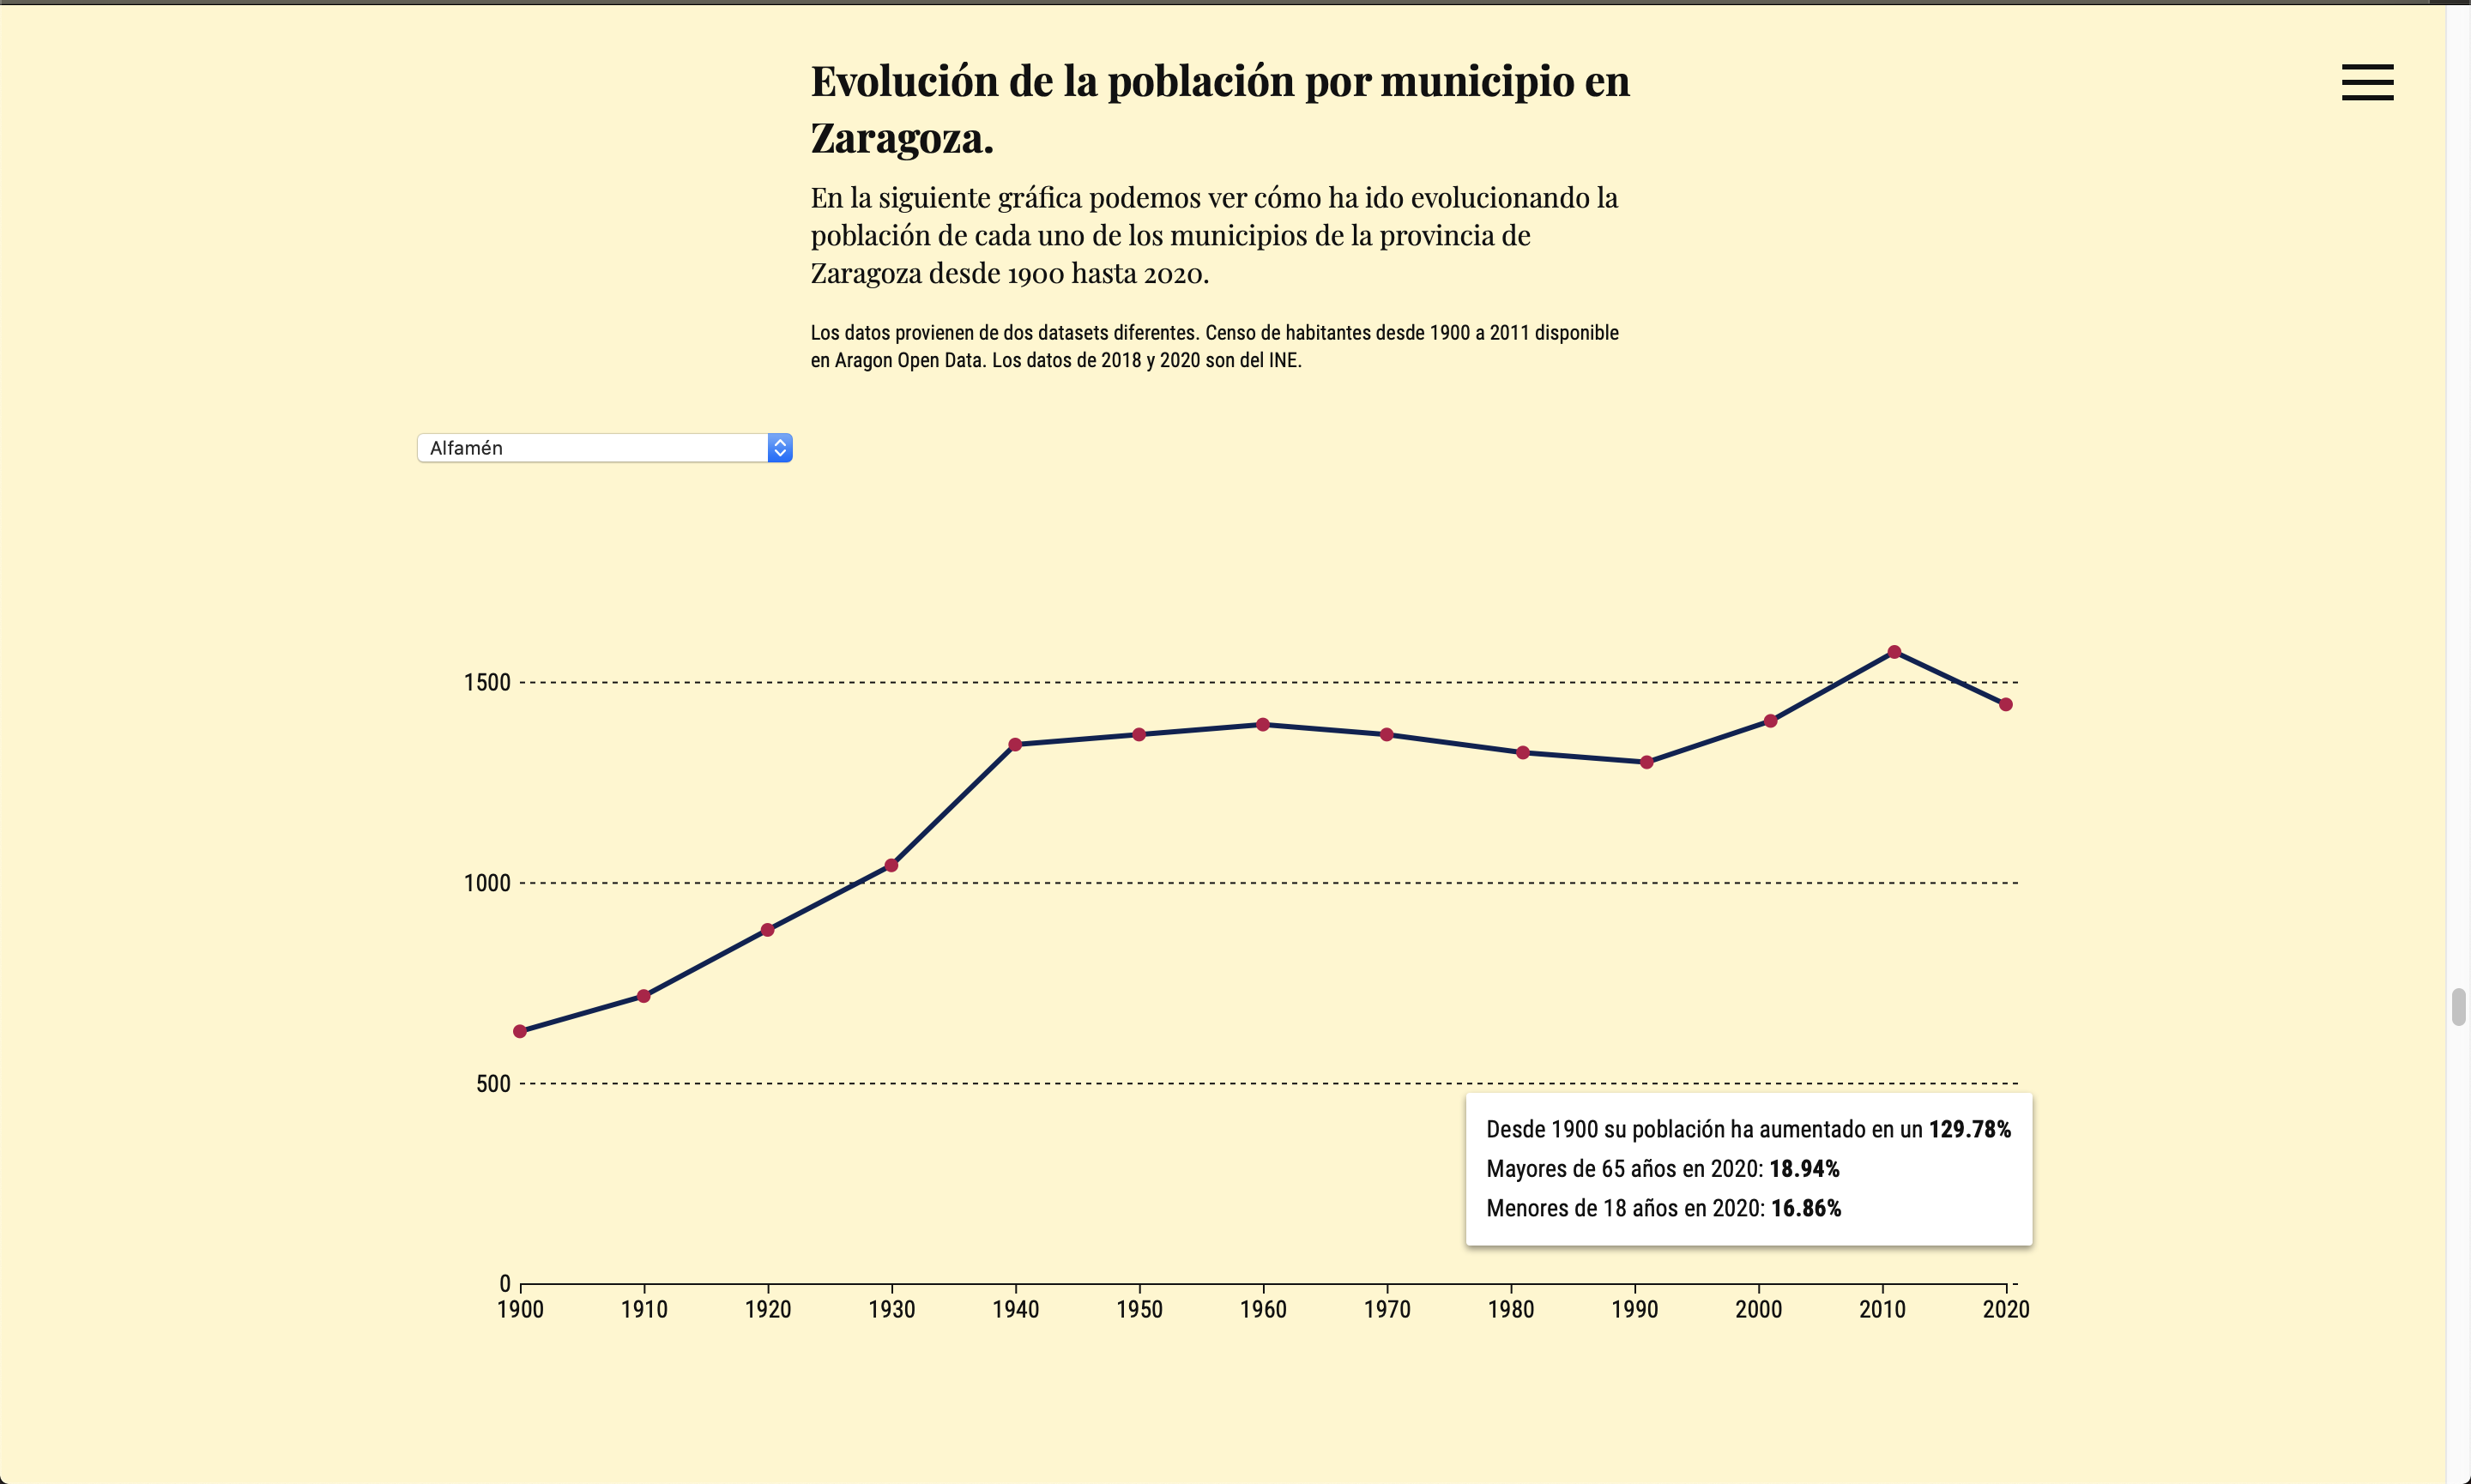 Evolución de la población por municipio en
Zaragoza.
En la siguiente gráfica podemos ver cómo ha ido evolucionando la
población de cada uno de los municipios de la provincia de
Zaragoza desde 1900 hasta 2020.
Los datos provienen de dos datasets diferentes. Censo de habitantes desde 1900 a 2011 disponible
en Aragon Open Data. Los datos de 2018 y 2020 son del INE.
Alfamén
1500
1000
500
Desde 1900 su población ha aumentado en un 129.78%
Mayores de 65 años en 2020: 18.94%
Menores de 18 años en 2020: 16.86%
0
1900 1910 1920 1930 1940 1950 1960 1970 1980 1990 2000 2010 2020